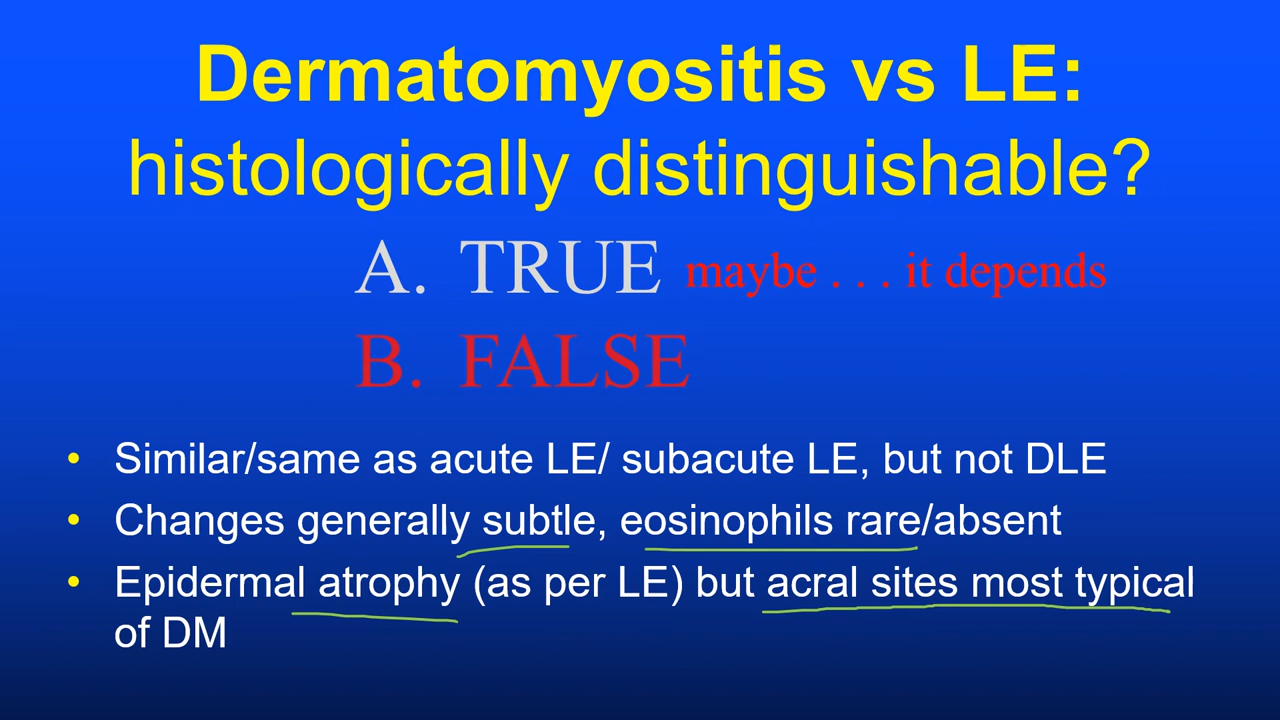 Dermatomyositis vs LE:
histologically distinguishable?
A. TRUE maybe . . . it depends
B. FALSE
• Similar/same as acute LE/ subacute LE, but not DLE
• Changes generally subtle, eosinophils rare/absent
• Epidermal atrophy (as per LE) but acral sites most typical
of DM